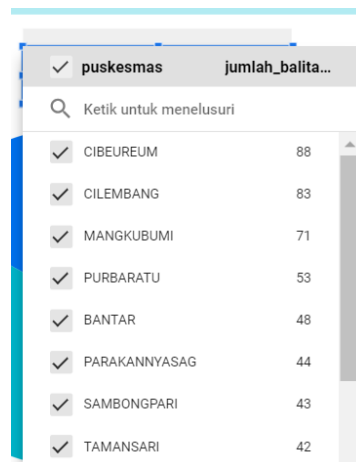 puskesmas jumlah_balita...
Ketik untuk menelusuri
CIBEUREUM 88
CILEMBANG 83
MANGKUBUMI 71
PURBARATU 53
BANTAR 48
PARAKANNYASAG 44
SAMBONGPARI 43
TAMANSARI 42